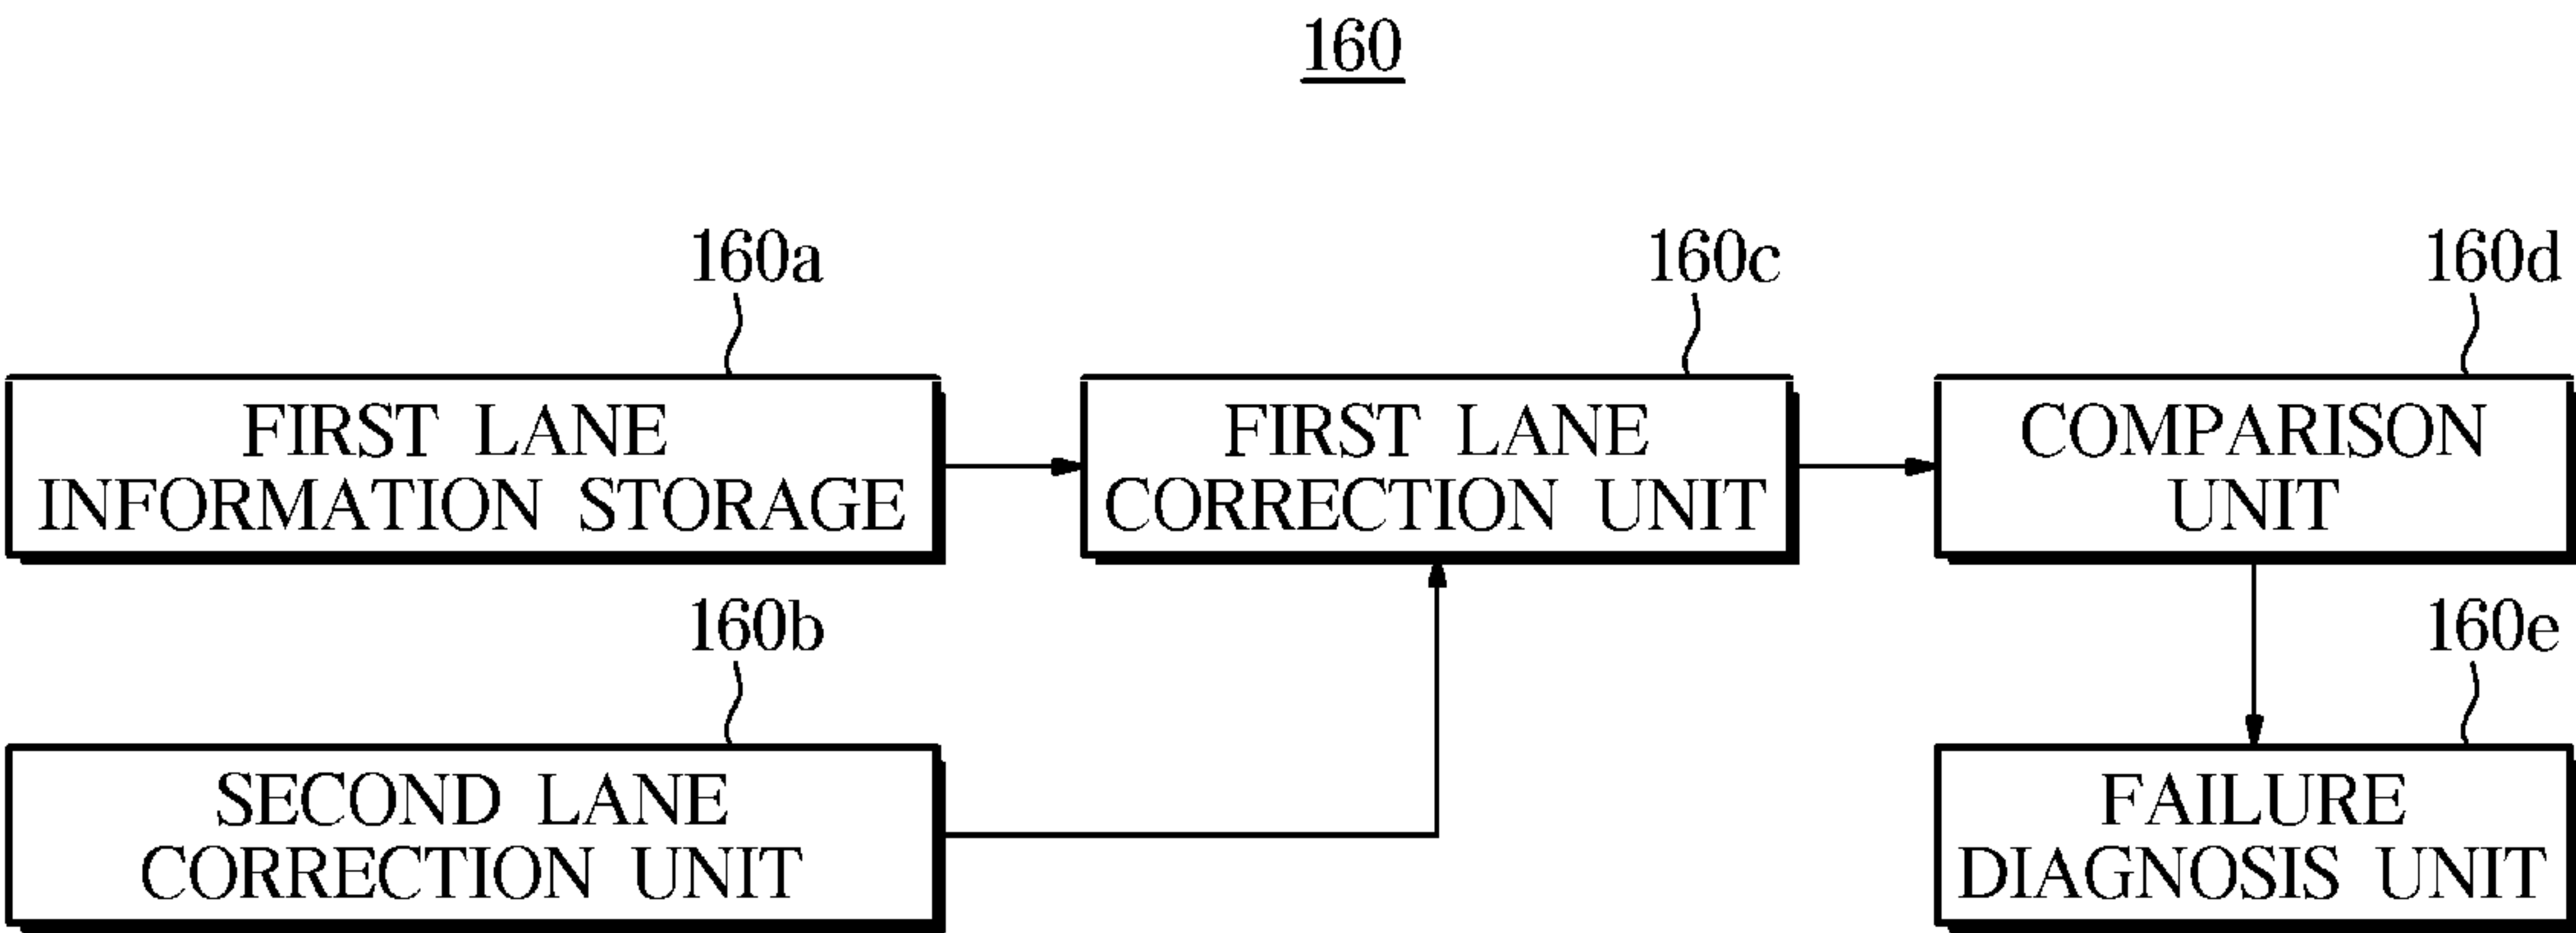 160
160a
FIRST LANE
INFORMATION STORAGE
160c
FIRST LANE
CORRECTION UNIT
160d
COMPARISON
UNIT
160b
SECOND LANE
CORRECTION UNIT
160e
FAILURE
DIAGNOSIS UNIT